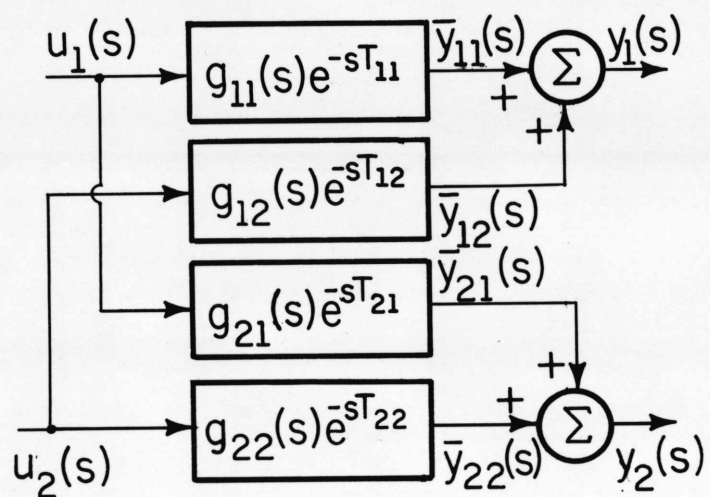 u₁(s)
g₁₁(s)e⁻ˢᵀ¹¹
ȳ₁₁(s)
+
Σ
y₁(s)
g₁₂(s)e⁻ˢᵀ¹²
ȳ₁₂(s)
+
g₂₁(s)e⁻ˢᵀ²¹
ȳ₂₁(s)
+
u₂(s)
g₂₂(s)e⁻ˢᵀ²²
ȳ₂₂(s)
+
Σ
y₂(s)